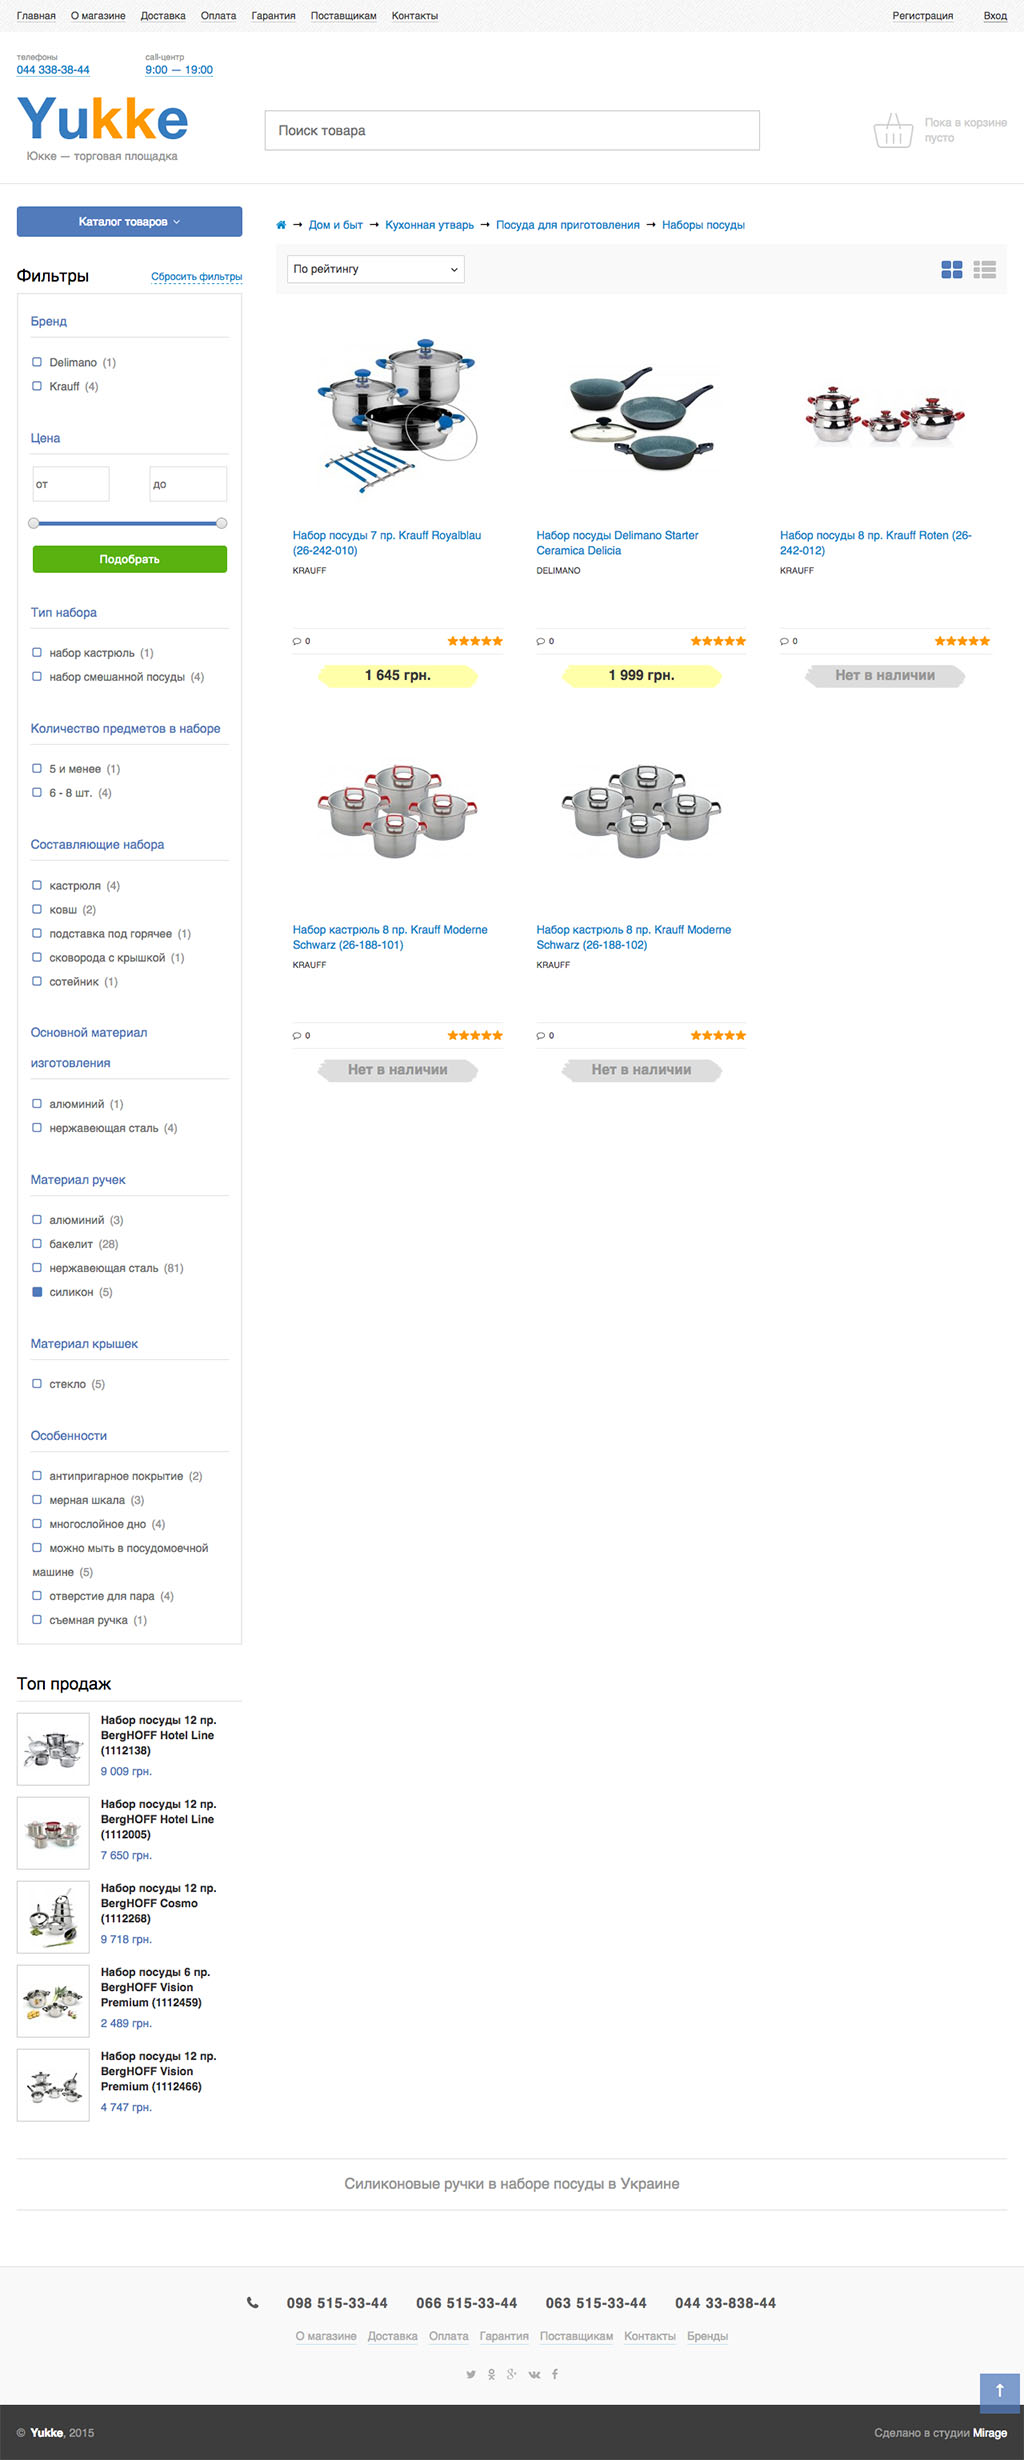 Главная О магазине Доставка Оплата Гарантия Поставщикам Контакты Регистрация Вход
телефоны call-центр
044 338-38-44 9:00 — 19:00
Yukke
Юкке — торговая площадка
Поиск товара
Пока в корзине
пусто
Каталог товаров
Дом и быт → Кухонная утварь → Посуда для приготовления → Наборы посуды
Фильтры Сбросить фильтры
По рейтингу
Бренд
Delimano (1)
Krauff (4)
Цена
от до
Подобрать
Тип набора
набор кастрюль (1)
набор смешанной посуды (4)
Количество предметов в наборе
5 и менее (1)
6 - 8 шт. (4)
Составляющие набора
кастрюля (4)
ковш (2)
подставка под горячее (1)
сковорода с крышкой (1)
сотейник (1)
Основной материал
изготовления
алюминий (1)
нержавеющая сталь (4)
Материал ручек
алюминий (3)
бакелит (28)
нержавеющая сталь (81)
силикон (5)
Материал крышек
стекло (5)
Особенности
антипригарное покрытие (2)
мерная шкала (3)
многослойное дно (4)
можно мыть в посудомоечной
машине (5)
отверстие для пара (4)
съемная ручка (1)
Набор посуды 7 пр. Krauff Royalblau
(26-242-010)
KRAUFF
0
1 645 грн.
Набор посуды Delimano Starter
Ceramica Delicia
DELIMANO
0
1 999 грн.
Набор посуды 8 пр. Krauff Roten (26-
242-012)
KRAUFF
0
Нет в наличии
Набор кастрюль 8 пр. Krauff Moderne
Schwarz (26-188-101)
KRAUFF
0
Нет в наличии
Набор кастрюль 8 пр. Krauff Moderne
Schwarz (26-188-102)
KRAUFF
0
Нет в наличии
Топ продаж
Набор посуды 12 пр.
BergHOFF Hotel Line
(1112138)
9 009 грн.
Набор посуды 12 пр.
BergHOFF Hotel Line
(1112005)
7 650 грн.
Набор посуды 12 пр.
BergHOFF Cosmo
(1112268)
9 718 грн.
Набор посуды 6 пр.
BergHOFF Vision
Premium (1112459)
2 489 грн.
Набор посуды 12 пр.
BergHOFF Vision
Premium (1112466)
4 747 грн.
Силиконовые ручки в наборе посуды в Украине
098 515-33-44 066 515-33-44 063 515-33-44 044 33-838-44
О магазине Доставка Оплата Гарантия Поставщикам Контакты Бренды
© Yukke, 2015 Сделано в студии Mirage